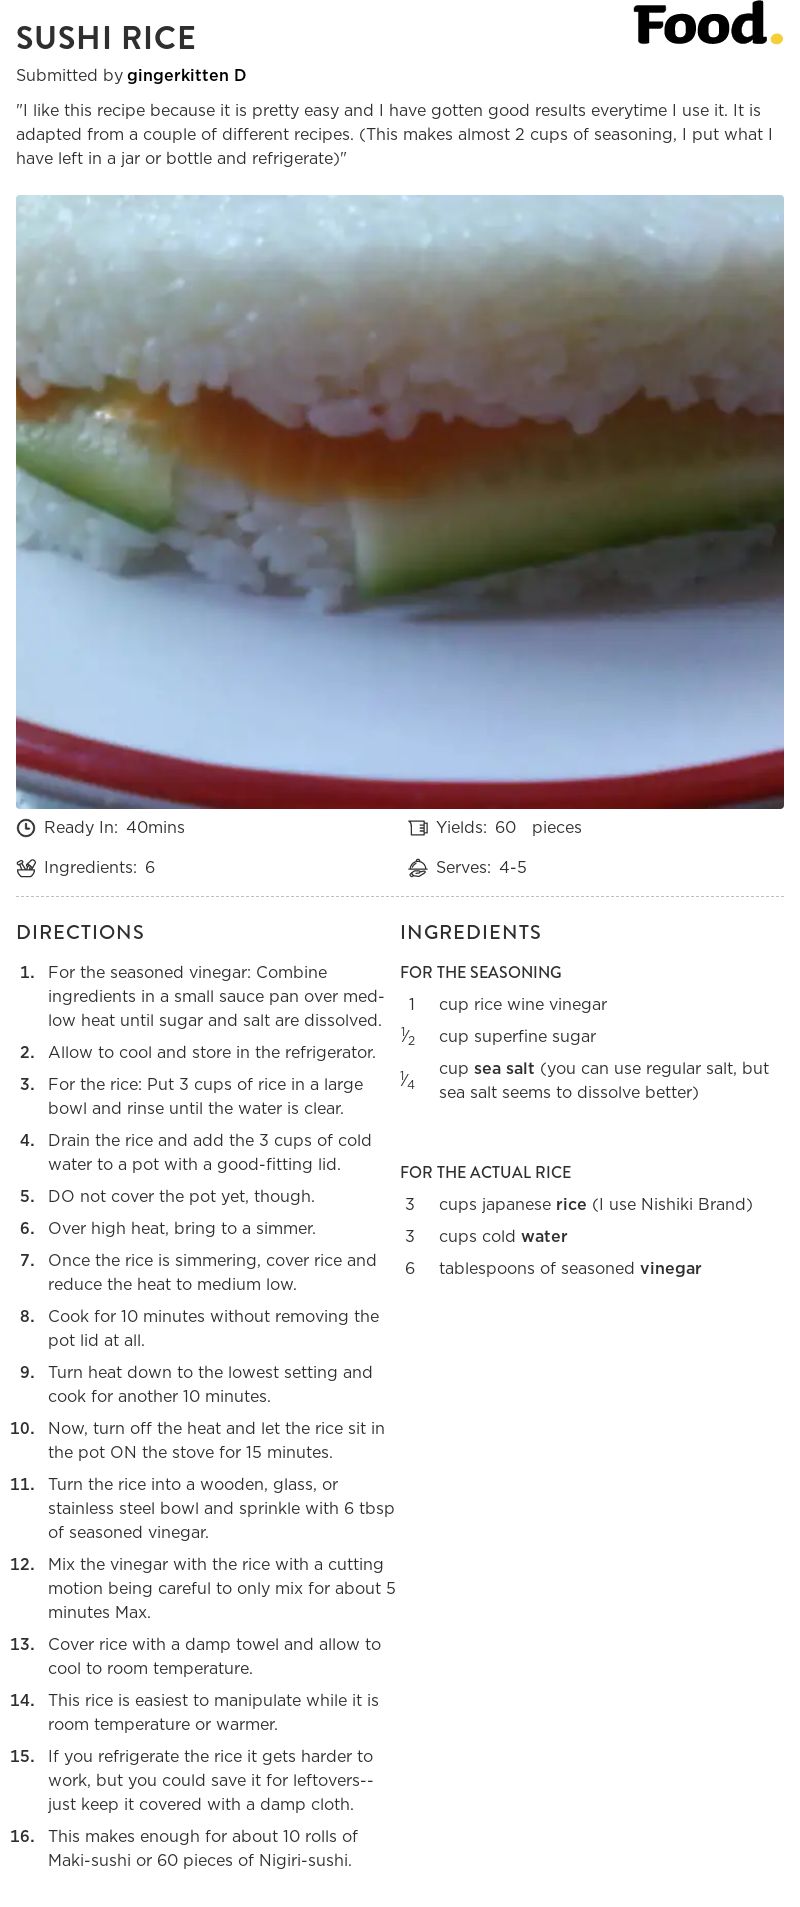 SUSHI RICE
Food.
Submitted by gingerkitten D
"I like this recipe because it is pretty easy and I have gotten good results everytime I use it. It is
adapted from a couple of different recipes. (This makes almost 2 cups of seasoning, I put what I
have left in a jar or bottle and refrigerate)"
Ready In: 40mins
Yields: 60 pieces
Ingredients: 6
Serves: 4-5
DIRECTIONS
1. For the seasoned vinegar: Combine
ingredients in a small sauce pan over med-
low heat until sugar and salt are dissolved.
2. Allow to cool and store in the refrigerator.
3. For the rice: Put 3 cups of rice in a large
bowl and rinse until the water is clear.
4. Drain the rice and add the 3 cups of cold
water to a pot with a good-fitting lid.
5. DO not cover the pot yet, though.
6. Over high heat, bring to a simmer.
7. Once the rice is simmering, cover rice and
reduce the heat to medium low.
8. Cook for 10 minutes without removing the
pot lid at all.
9. Turn heat down to the lowest setting and
cook for another 10 minutes.
10. Now, turn off the heat and let the rice sit in
the pot ON the stove for 15 minutes.
11. Turn the rice into a wooden, glass, or
stainless steel bowl and sprinkle with 6 tbsp
of seasoned vinegar.
12. Mix the vinegar with the rice with a cutting
motion being careful to only mix for about 5
minutes Max.
13. Cover rice with a damp towel and allow to
cool to room temperature.
14. This rice is easiest to manipulate while it is
room temperature or warmer.
15. If you refrigerate the rice it gets harder to
work, but you could save it for leftovers--
just keep it covered with a damp cloth.
16. This makes enough for about 10 rolls of
Maki-sushi or 60 pieces of Nigiri-sushi.
INGREDIENTS
FOR THE SEASONING
1 cup rice wine vinegar
1⁄2 cup superfine sugar
1⁄4 cup sea salt (you can use regular salt, but
sea salt seems to dissolve better)
FOR THE ACTUAL RICE
3 cups japanese rice (I use Nishiki Brand)
3 cups cold water
6 tablespoons of seasoned vinegar